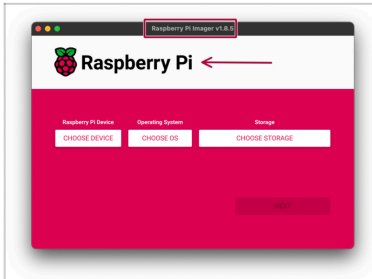 Raspberry Pi Imager v1.8.5
Raspberry Pi
Raspberry Pi Device
Operating System
Storage
CHOOSE DEVICE
CHOOSE OS
CHOOSE STORAGE
NEXT